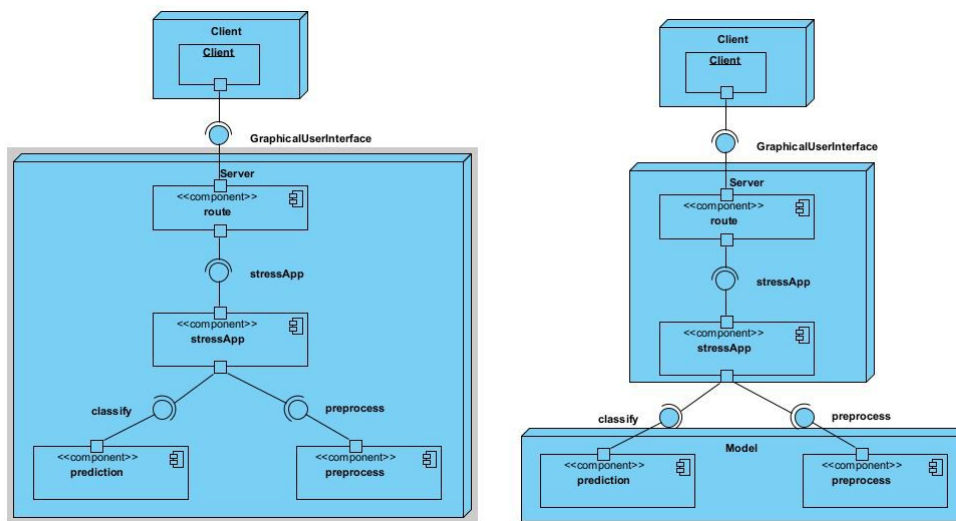 Client
Client
GraphicalUserInterface
Server
<<component>>
route
stressApp
<<component>>
stressApp
classify
preprocess
<<component>>
prediction
<<component>>
preprocess
Client
Client
GraphicalUserInterface
Server
<<component>>
route
stressApp
<<component>>
stressApp
classify
preprocess
Model
<<component>>
prediction
<<component>>
preprocess